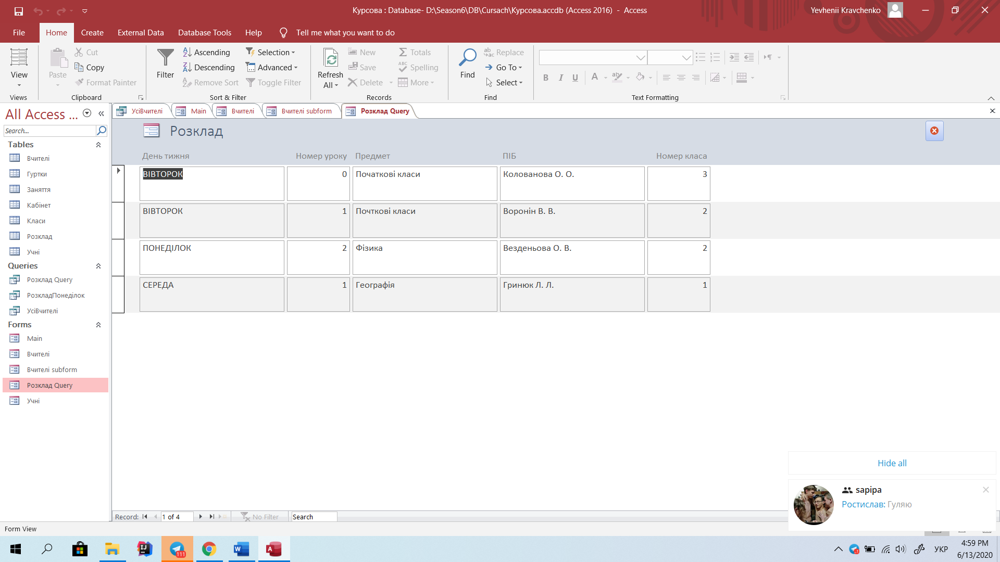 Курсова : Database- D:\Season6\DB\Cursach\Курсова.accdb (Access 2016)  -  Access
Yevhenii Kravchenko
File
Home
Create
External Data
Database Tools
Help
Tell me what you want to do
View
Views
Paste
Cut
Copy
Format Painter
Clipboard
Filter
Ascending
Descending
Remove Sort
Selection
Advanced
Toggle Filter
Sort & Filter
Refresh
All
New
Save
Delete
Totals
Spelling
More
Records
Find
Replace
Go To
Select
Find
B I U
Text Formatting
All Access ...
Search...
Tables
Вчителі
Гуртки
Заняття
Кабінет
Класи
Розклад
Учні
Queries
Розклад Query
РозкладПонеділок
УсіВчителі
Forms
Main
Вчителі
Вчителі subform
Розклад Query
Учні
УсіВчителі
Main
Вчителі
Вчителі subform
Розклад Query
Розклад
День тижня Номер уроку Предмет ПІБ Номер класа
ВІВТОРОК 0 Початкові класи Колованова О. О. 3
ВІВТОРОК 1 Почткові класи Воронін В. В. 2
ПОНЕДІЛОК 2 Фізика Везденьова О. В. 2
СЕРЕДА 1 Географія Гринюк Л. Л. 1
Record: 1 of 4 No Filter Search
Form View
Hide all
sapipa
Ростислав: Гуляю
111
УКР
4:59 PM
6/13/2020